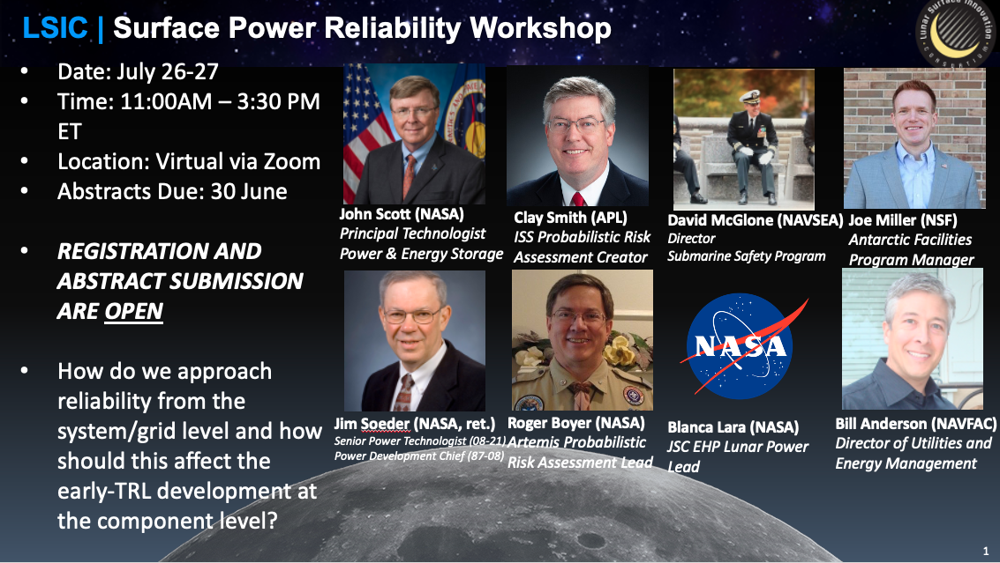 LSIC | Surface Power Reliability Workshop
Lunar Surface Innovation
CONSORTIUM
• Date: July 26-27
• Time: 11:00AM – 3:30 PM
ET
• Location: Virtual via Zoom
• Abstracts Due: 30 June
• REGISTRATION AND
ABSTRACT SUBMISSION
ARE OPEN
• How do we approach
reliability from the
system/grid level and how
should this affect the
early-TRL development at
the component level?
John Scott (NASA)
Principal Technologist
Power & Energy Storage
Clay Smith (APL)
ISS Probabilistic Risk
Assessment Creator
David McGlone (NAVSEA)
Director
Submarine Safety Program
Joe Miller (NSF)
Antarctic Facilities
Program Manager
Jim Soeder (NASA, ret.)
Senior Power Technologist (08-21)
Power Development Chief (87-08)
Roger Boyer (NASA)
Artemis Probabilistic
Risk Assessment Lead
NASA
Blanca Lara (NASA)
JSC EHP Lunar Power
Lead
Bill Anderson (NAVFAC)
Director of Utilities and
Energy Management
1